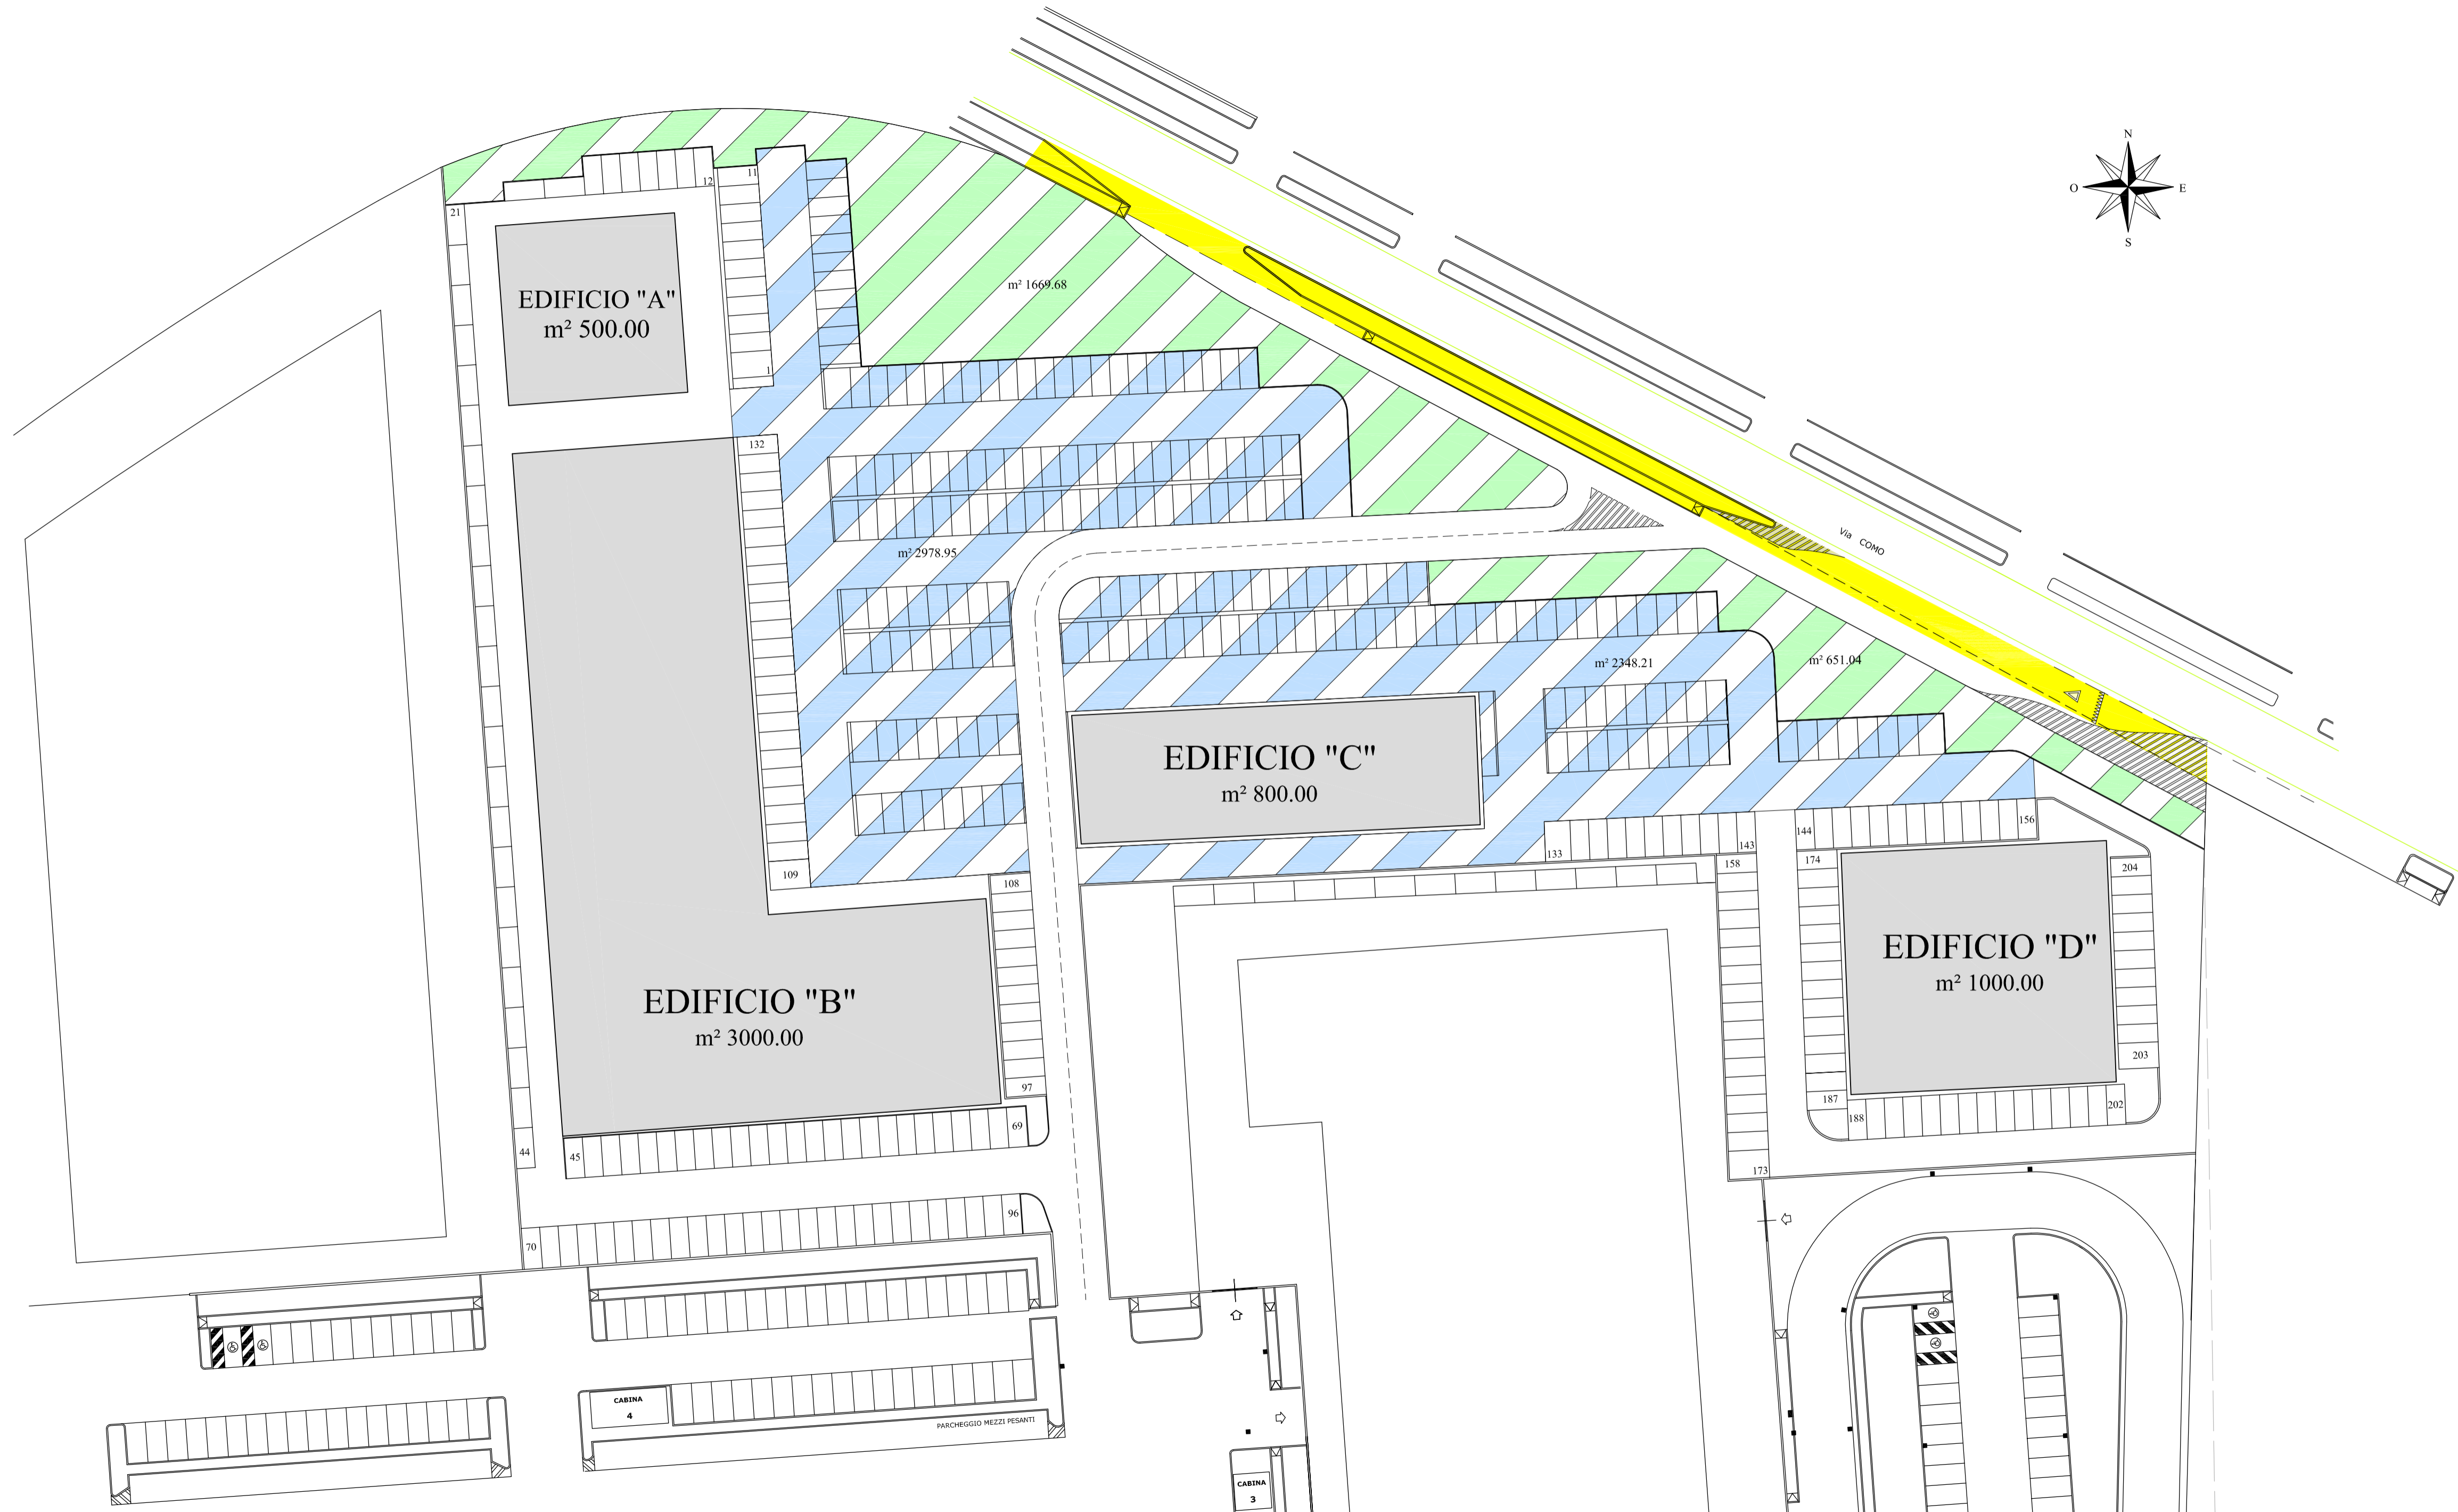 N
O
E
S
12
11
21
EDIFICIO "A"
m² 500.00
m² 1669.68
1
132
Via COMO
m² 2978.95
m² 2348.21
m² 651.04
EDIFICIO "C"
m² 800.00
133
143
144
156
109
108
158
174
204
EDIFICIO "D"
m² 1000.00
EDIFICIO "B"
m² 3000.00
97
203
187
188
202
69
44
45
173
96
70
CABINA
4
PARCHEGGIO MEZZI PESANTI
CABINA
3